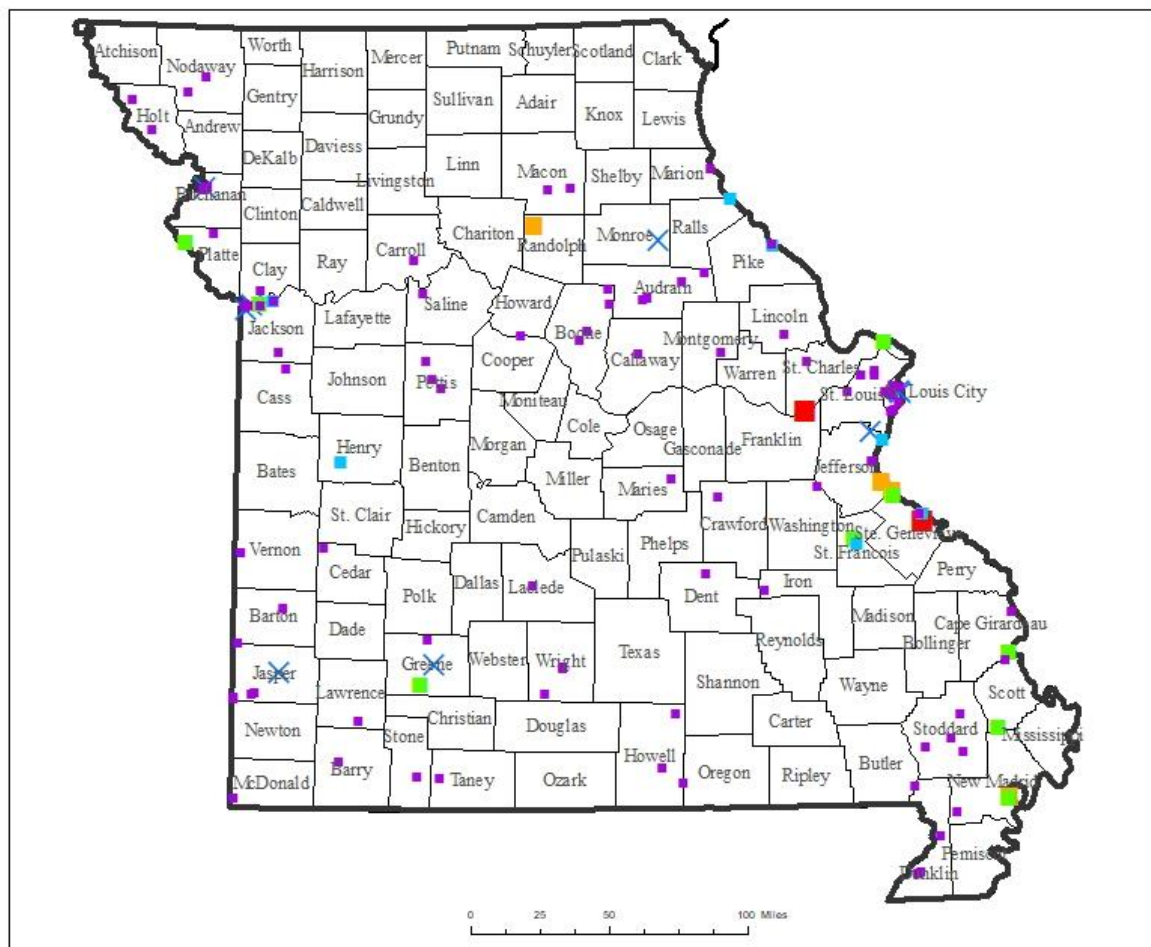 Atchison
Nodaway
Worth
Harrison
Mercer
Putnam
Schuyler
Scotland
Clark
Holt
Andrew
Gentry
DeKalb
Daviess
Grundy
Sullivan
Adair
Knox
Lewis
Buchanan
Clinton
Caldwell
Livingston
Linn
Macon
Shelby
Marion
Platte
Clay
Ray
Carroll
Chariton
Randolph
Monroe
Ralls
Pike
Jackson
Lafayette
Saline
Howard
Boone
Audrain
Callaway
Montgomery
Lincoln
Warren
St. Charles
St. Louis
Louis City
Cass
Johnson
Pettis
Cooper
Moniteau
Cole
Osage
Gasconade
Franklin
Jefferson
Bates
Henry
Benton
Morgan
Miller
Maries
St. Clair
Hickory
Camden
Pulaski
Phelps
Crawford
Washington
Ste. Genevieve
St. Francois
Perry
Vernon
Cedar
Polk
Dallas
Laclede
Dent
Iron
Madison
Bollinger
Cape Girardeau
Barton
Dade
Greene
Webster
Wright
Texas
Reynolds
Shannon
Wayne
Scott
Mississippi
Jasper
Lawrence
Christian
Douglas
Carter
Stoddard
Newton
Stone
Howell
Oregon
Ripley
Butler
New Madrid
McDonald
Barry
Taney
Ozark
Pemiscot
Dunklin
0 25 50 100 Miles